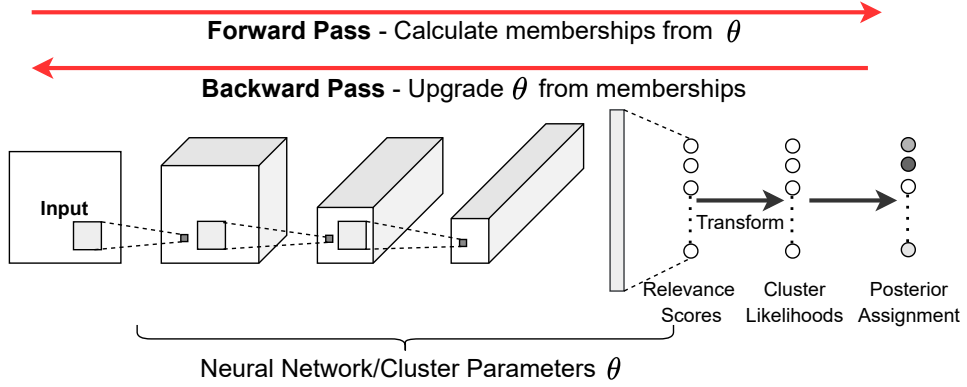 Forward Pass - Calculate memberships from θ
Backward Pass - Upgrade θ from memberships
Input
Transform
Relevance
Scores
Cluster
Likelihoods
Posterior
Assignment
Neural Network/Cluster Parameters θ